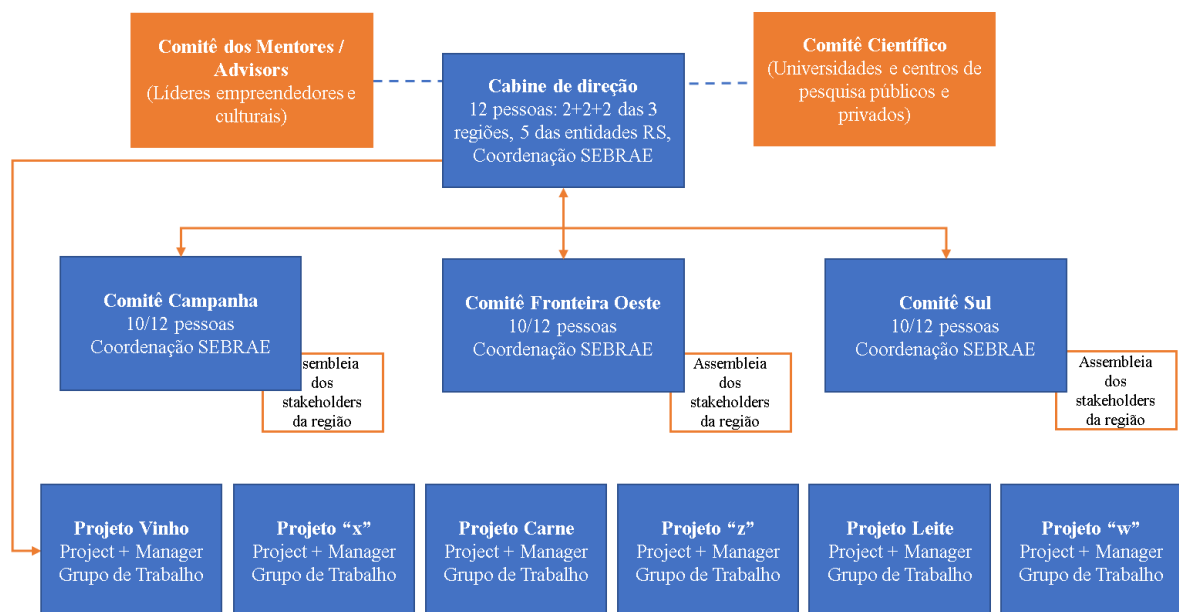 Comitê dos Mentores /
Advisors
(Líderes empreendedores e
culturais)
Cabine de direção
12 pessoas: 2+2+2 das 3
regiões, 5 das entidades RS,
Coordenação SEBRAE
Comitê Científico
(Universidades e centros de
pesquisa públicos e
privados)
Comitê Campanha
10/12 pessoas
Coordenação SEBRAE
ssembleia
dos
stakeholders
da região
Comitê Fronteira Oeste
10/12 pessoas
Coordenação SEBRAE
Assembleia
dos
stakeholders
da região
Comitê Sul
10/12 pessoas
Coordenação SEBRAE
Assembleia
dos
stakeholders
da região
Projeto Vinho
Project + Manager
Grupo de Trabalho
Projeto “x”
Project + Manager
Grupo de Trabalho
Projeto Carne
Project + Manager
Grupo de Trabalho
Projeto “z”
Project + Manager
Grupo de Trabalho
Projeto Leite
Project + Manager
Grupo de Trabalho
Projeto “w”
Project + Manager
Grupo de Trabalho